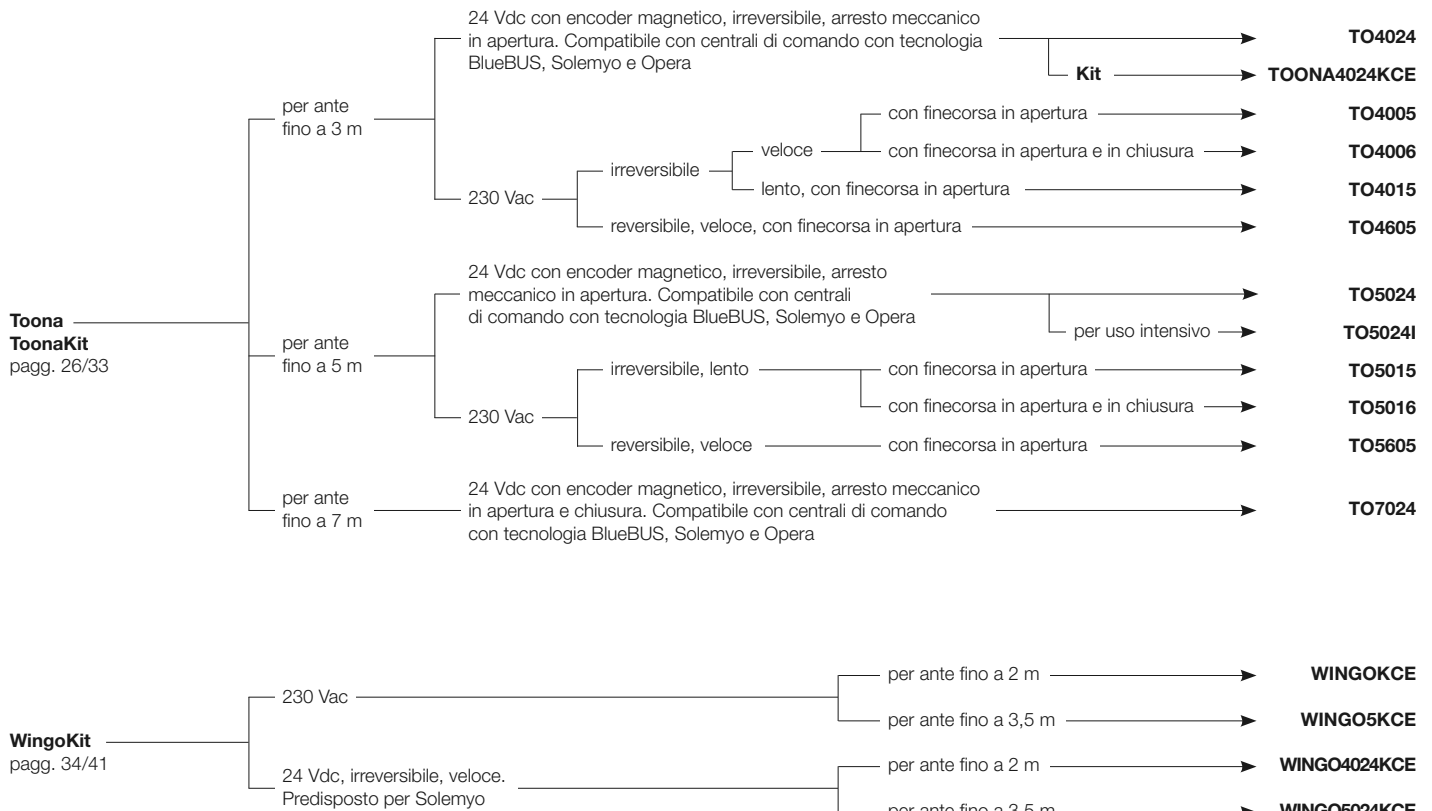 24 Vdc con encoder magnetico, irreversibile, arresto meccanico
in apertura. Compatibile con centrali di comando con tecnologia
BlueBUS, Solemyo e Opera
TO4024
Kit
TOONA4024KCE
per ante
fino a 3 m
con finecorsa in apertura
TO4005
veloce
con finecorsa in apertura e in chiusura
TO4006
irreversibile
lento, con finecorsa in apertura
TO4015
230 Vac
reversibile, veloce, con finecorsa in apertura
TO4605
24 Vdc con encoder magnetico, irreversibile, arresto
meccanico in apertura. Compatibile con centrali
di comando con tecnologia BlueBUS, Solemyo e Opera
TO5024
per uso intensivo
TO5024I
Toona
ToonaKit
pagg. 26/33
per ante
fino a 5 m
irreversibile, lento
con finecorsa in apertura
TO5015
con finecorsa in apertura e in chiusura
TO5016
230 Vac
reversibile, veloce
con finecorsa in apertura
TO5605
per ante
fino a 7 m
24 Vdc con encoder magnetico, irreversibile, arresto meccanico
in apertura e chiusura. Compatibile con centrali di comando
con tecnologia BlueBUS, Solemyo e Opera
TO7024
WingoKit
pagg. 34/41
230 Vac
per ante fino a 2 m
WINGOKCE
per ante fino a 3,5 m
WINGO5KCE
24 Vdc, irreversibile, veloce.
Predisposto per Solemyo
per ante fino a 2 m
WINGO4024KCE
per ante fino a 3,5 m
WINGO5024KCE